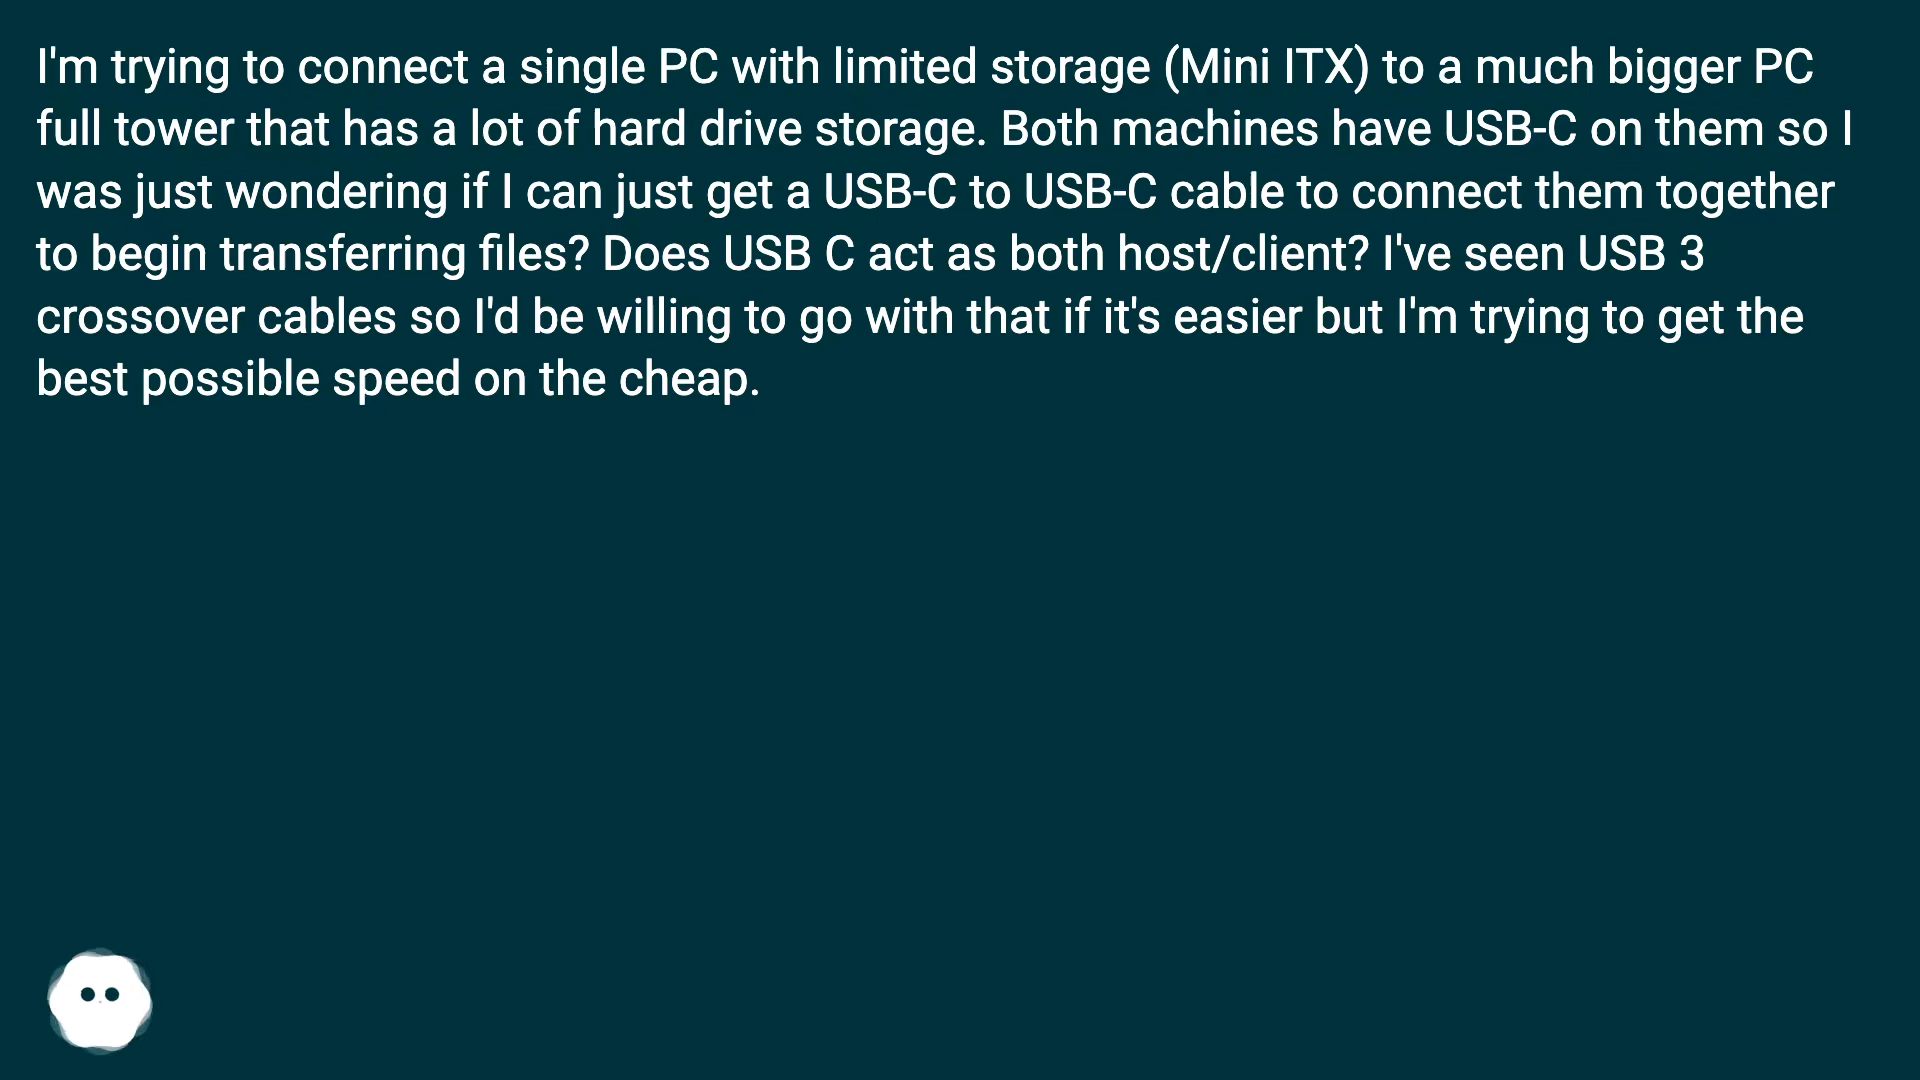 I'm trying to connect a single PC with limited storage (Mini ITX) to a much bigger PC
full tower that has a lot of hard drive storage. Both machines have USB-C on them so I
was just wondering if I can just get a USB-C to USB-C cable to connect them together
to begin transferring files? Does USB C act as both host/client? I've seen USB 3
crossover cables so I'd be willing to go with that if it's easier but I'm trying to get the
best possible speed on the cheap.